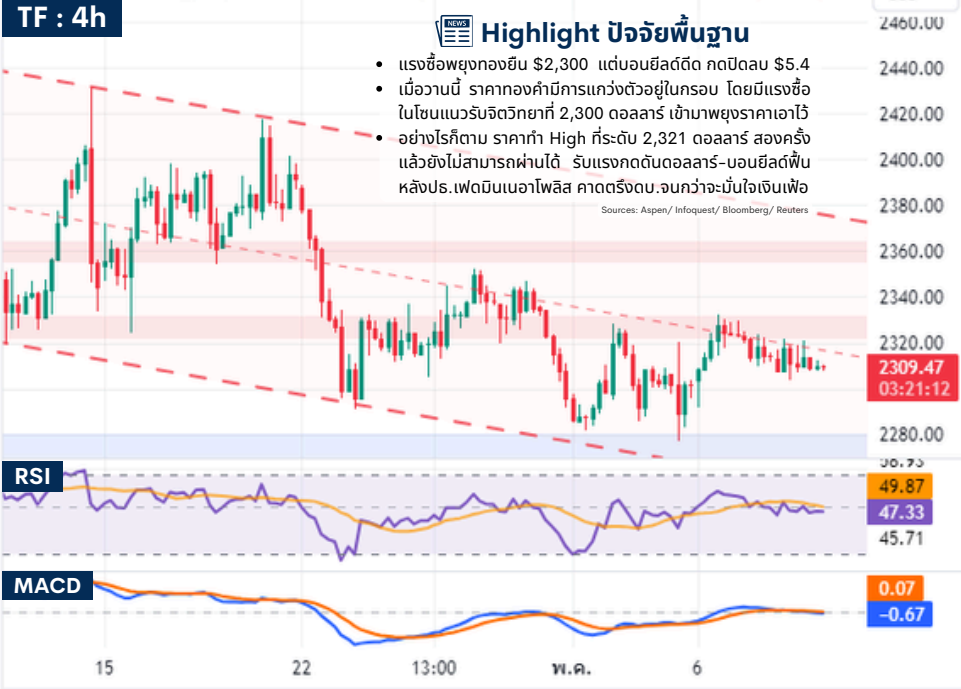 TF : 4h
NEWS
Highlight ปัจจัยพื้นฐาน
• แรงซื้อพยุงทองยืน $2,300 แต่บอนยีลด์ดีด กดปิดลบ $5.4
• เมื่อวานนี้ ราคาทองคำมีการแกว่งตัวอยู่ในกรอบ โดยมีแรงซื้อ
ในโซนแนวรับจิตวิทยาที่ 2,300 ดอลลาร์ เข้ามาพยุงราคาเอาไว้
• อย่างไรก็ตาม ราคาทำ High ที่ระดับ 2,321 ดอลลาร์ สองครั้ง
แล้วยังไม่สามารถผ่านได้ รับแรงกดดันดอลลาร์-บอนยีลด์ฟื้น
หลังปธ.เฟดมินเนอาโพลิส คาดตรึงดบ.จนกว่าจะมั่นใจเงินเฟ้อ
Sources: Aspen/ Infoquest/ Bloomberg/ Reuters
2460.00
2440.00
2420.00
2400.00
2380.00
2360.00
2340.00
2320.00
2309.47
03:21:12
2280.00
RSI
58.93
49.87
47.33
45.71
MACD
0.07
−0.67
15
22
13:00
พ.ค.
6